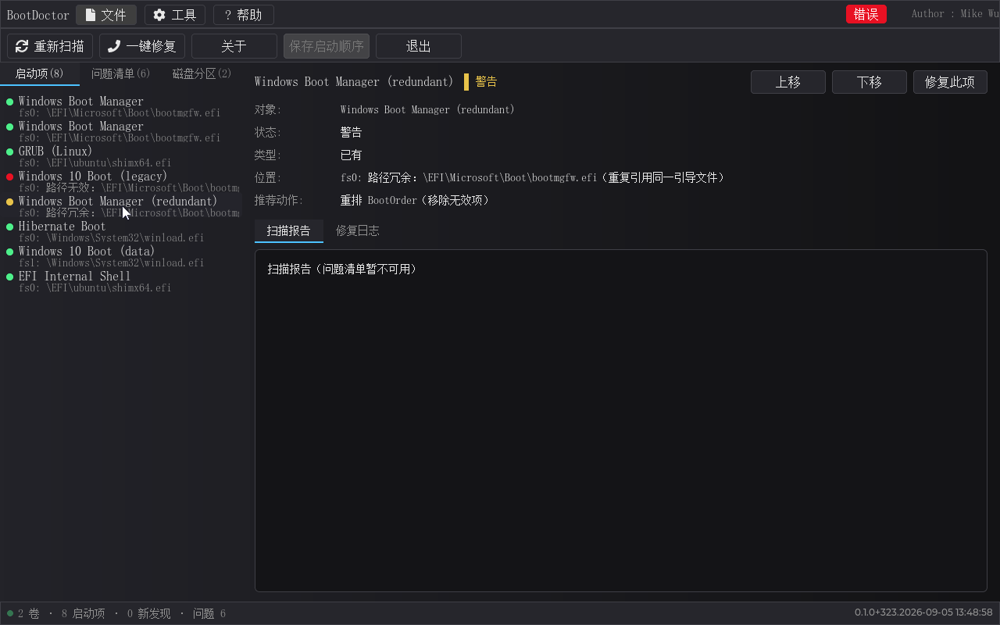 BootDoctor 文件 工具 ? 帮助 错误 Author : Mike Wu
重新扫描 一键修复 关于 保存启动顺序 退出
启动项(8) 问题清单(6) 磁盘分区(2)
Windows Boot Manager
fs0: \EFI\Microsoft\Boot\bootmgfw.efi
Windows Boot Manager
fs0: \EFI\Microsoft\Boot\bootmgfw.efi
GRUB (Linux)
fs0: \EFI\ubuntu\shimx64.efi
Windows 10 Boot (legacy)
fs0: 路径无效: \EFI\Microsoft\Boot\bootm
Windows Boot Manager (redundant)
fs0: 路径冗余: \EFI\Microsoft\Boot\bootm
Hibernate Boot
fs0: \Windows\System32\winload.efi
Windows 10 Boot (data)
fs1: \Windows\System32\winload.efi
EFI Internal Shell
fs0: \EFI\ubuntu\shimx64.efi
Windows Boot Manager (redundant) 警告 上移 下移 修复此项
对象: Windows Boot Manager (redundant)
状态: 警告
类型: 已有
位置: fs0: 路径冗余: \EFI\Microsoft\Boot\bootmgfw.efi（重复引用同一引导文件）
推荐动作: 重排 BootOrder（移除无效项）
扫描报告 修复日志
扫描报告（问题清单暂不可用）
2 卷 · 8 启动项 · 0 新发现 · 问题 6
0.1.0+323.2026-09-05 13:48:58